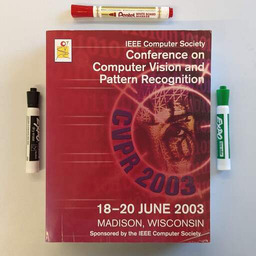 Pentel
IEEE Computer Society
Conference on
Computer Vision and
Pattern Recognition
CVPR 2003
EXPO
EXPO
18–20 JUNE 2003
MADISON, WISCONSIN
Sponsored by the IEEE Computer Society